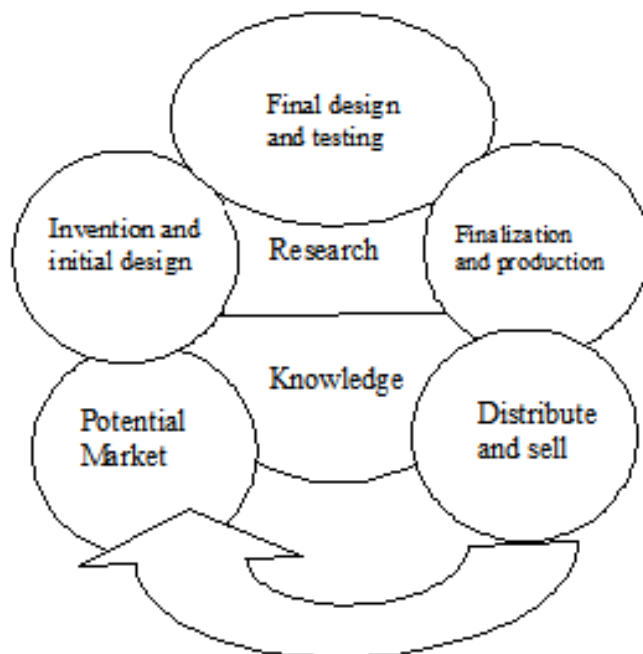 Final design
and testing
Invention and
initial design
Research
Finalization
and production
Knowledge
Potential
Market
Distribute
and sell